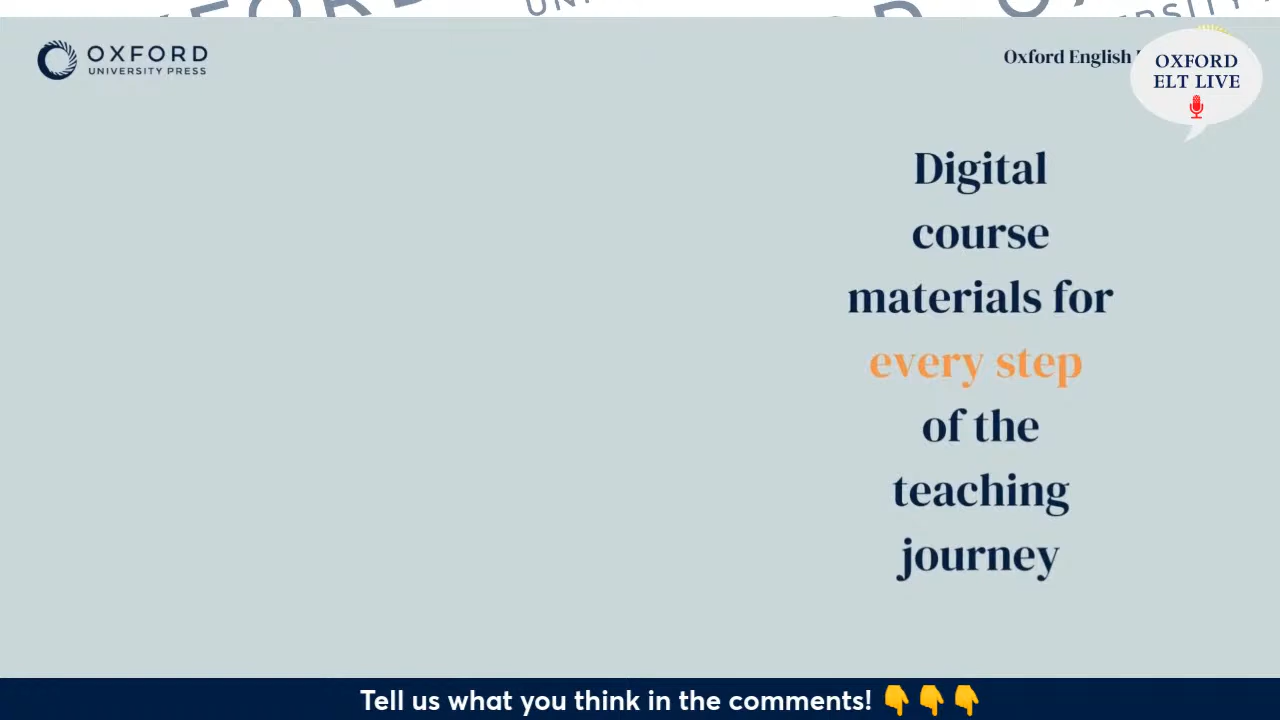 OXFORD
UNIVERSITY PRESS
Oxford English
OXFORD
ELT LIVE
Digital
course
materials for
every step
of the
teaching
journey
Tell us what you think in the comments! 👇👇👇